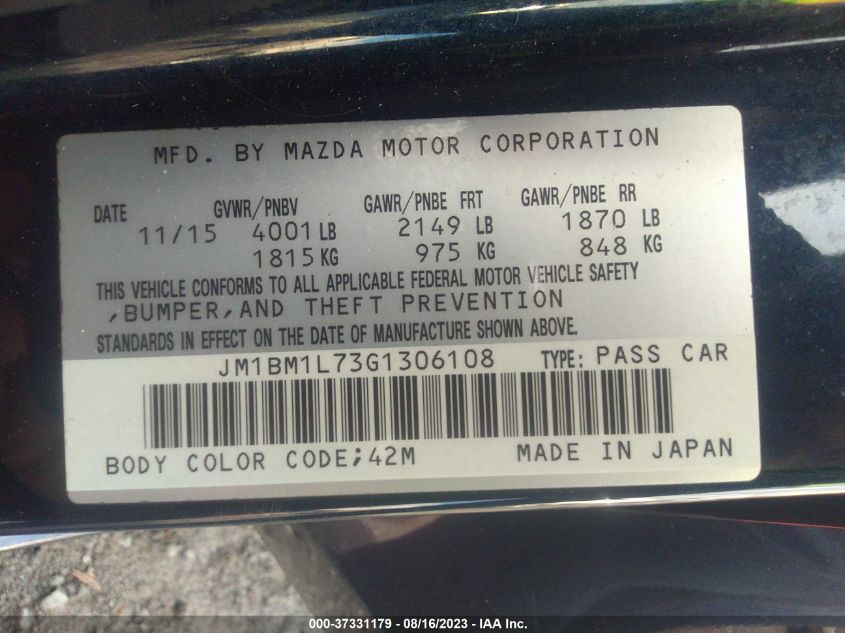 MFD. BY MAZDA MOTOR CORPORATION
DATE GVWR/PNBV GAWR/PNBE FRT GAWR/PNBE RR
11/15 4001 LB 2149 LB 1870 LB
1815 KG 975 KG 848 KG
THIS VEHICLE CONFORMS TO ALL APPLICABLE FEDERAL MOTOR VEHICLE SAFETY
,BUMPER,AND THEFT PREVENTION
STANDARDS IN EFFECT ON THE DATE OF MANUFACTURE SHOWN ABOVE.
JM1BM1L73G1306108 TYPE: PASS CAR
BODY COLOR CODE;42M MADE IN JAPAN
000-37331179 - 08/16/2023 - IAA Inc.